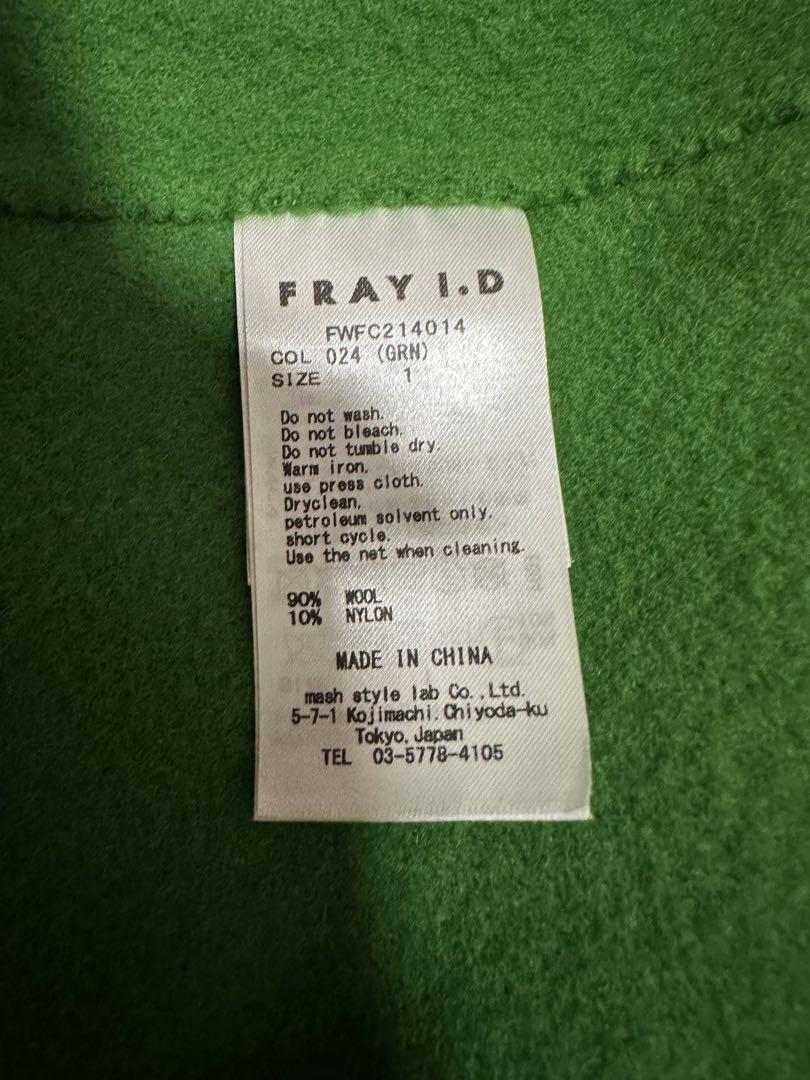 FRAY I.D
FWFC214014
COL 024 (GRN)
SIZE 1
Do not wash.
Do not bleach.
Do not tumble dry.
Warm iron.
use press cloth.
Dryclean,
petroleum solvent only.
short cycle.
Use the net when cleaning.
90% WOOL
10% NYLON
MADE IN CHINA
mash style lab Co.,Ltd.
5-7-1 Kojimachi.Chiyoda-ku
Tokyo,Japan
TEL 03-5778-4105